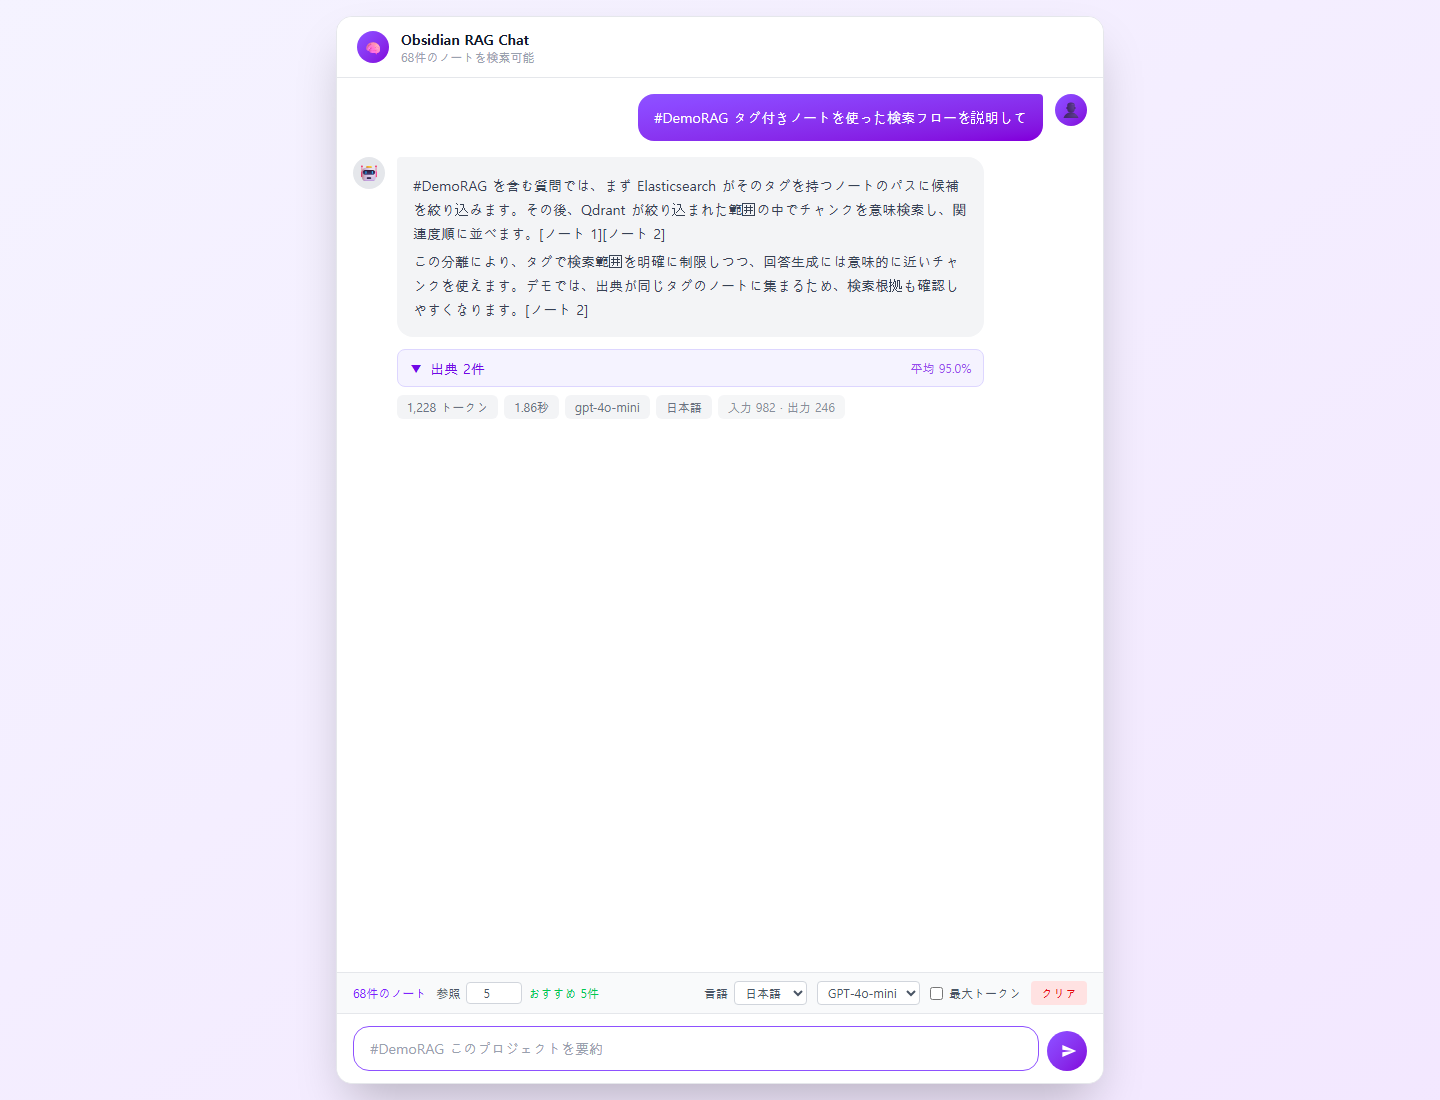 Obsidian RAG Chat
68件のノートを検索可能
#DemoRAG タグ付きノートを使った検索フローを説明して
#DemoRAG を含む質問では、まず Elasticsearch がそのタグを持つノートのパスに候補
を絞り込みます。その後、Qdrant が絞り込まれた範囲の中でチャンクを意味検索し、関
連度順に並べます。[ノート 1][ノート 2]
この分離により、タグで検索範囲を明確に制限しつつ、回答生成には意味的に近いチャ
ンクを使えます。デモでは、出典が同じタグのノートに集まるため、検索根拠も確認し
やすくなります。[ノート 2]
▼ 出典 2件 平均 95.0%
1,228 トークン 1.86秒 gpt-4o-mini 日本語 入力 982 · 出力 246
68件のノート 参照 5 おすすめ 5件 言語 日本語 GPT-4o-mini 最大トークン クリア
#DemoRAG このプロジェクトを要約